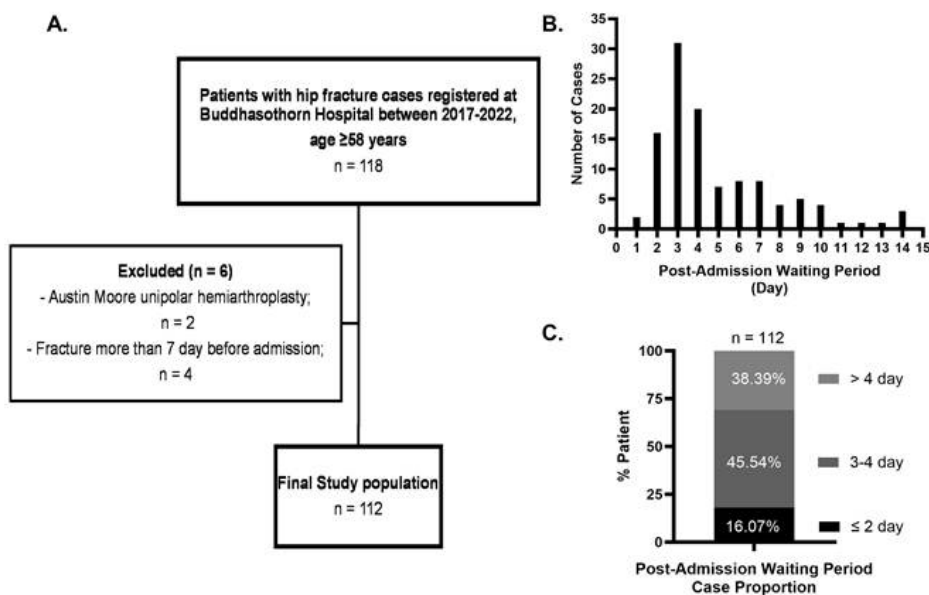 A.
Patients with hip fracture cases registered at
Buddhasothorn Hospital between 2017-2022,
age ≥58 years
n = 118
Excluded (n = 6)
- Austin Moore unipolar hemiarthroplasty;
n = 2
- Fracture more than 7 day before admission;
n = 4
Final Study population
n = 112
B.
Number of Cases
35
30
25
20
15
10
5
0
0 1 2 3 4 5 6 7 8 9 10 11 12 13 14 15
Post-Admission Waiting Period
(Day)
C.
n = 112
% Patient
100
75
50
25
0
38.39%
45.54%
16.07%
> 4 day
3-4 day
≤ 2 day
Post-Admission Waiting Period
Case Proportion